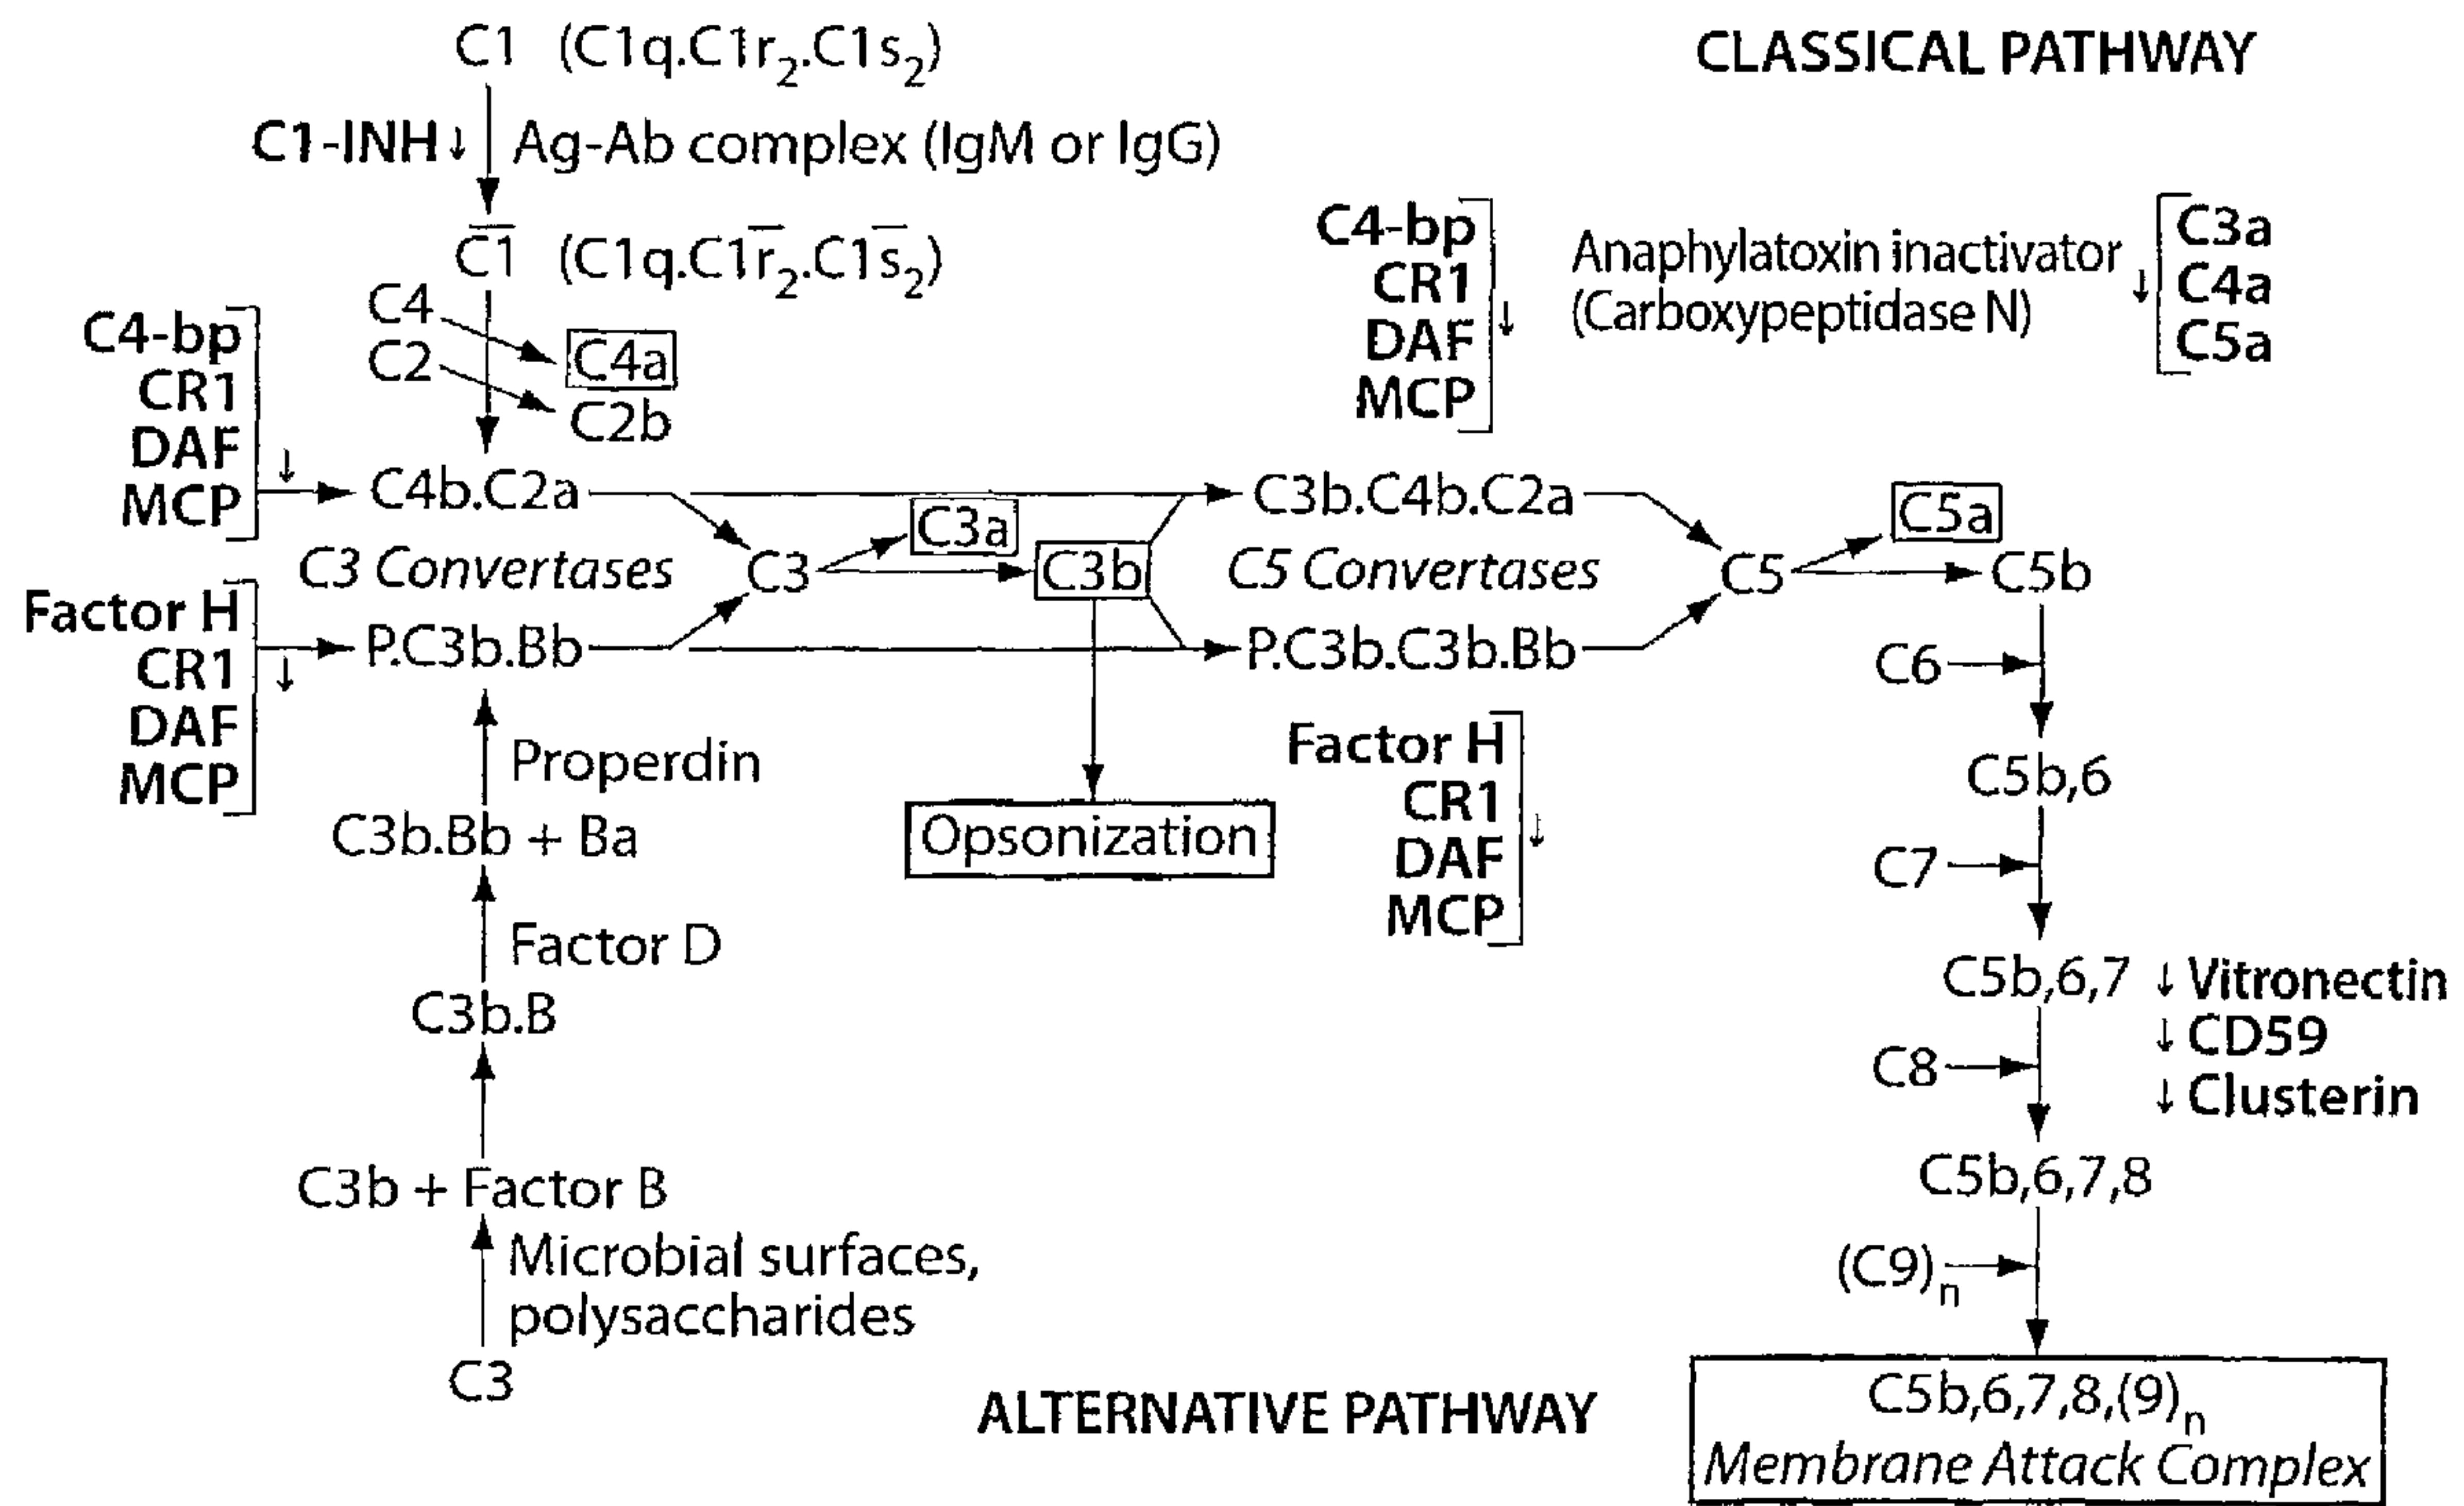 C1 (C1q.C1r₂.C1s₂)
CLASSICAL PATHWAY
C1-INH↓ Ag-Ab complex (IgM or IgG)
C̅1̅ (C1q.C1r̅₂.C1s̅₂)
C4
C2
C4a
C2b
C4-bp
CR1
DAF
MCP
↓
C4-bp
CR1
DAF
MCP
↓
Anaphylatoxin inactivator
(Carboxypeptidase N)
↓
C3a
C4a
C5a
C4b.C2a
C3 Convertases
P.C3b.Bb
C3
C3a
C3b
C3b.C4b.C2a
C5 Convertases
P.C3b.C3b.Bb
C5
C5a
C5b
Factor H
CR1
DAF
MCP
↓
Properdin
C3b.Bb + Ba
Factor D
C3b.B
C3b + Factor B
Microbial surfaces,
polysaccharides
C3
Opsonization
Factor H
CR1
DAF
MCP
↓
C6
C5b,6
C7
C5b,6,7 ↓ Vitronectin
↓ CD59
↓ Clusterin
C8
C5b,6,7,8
(C9)ₙ
C5b,6,7,8,(9)ₙ
Membrane Attack Complex
ALTERNATIVE PATHWAY